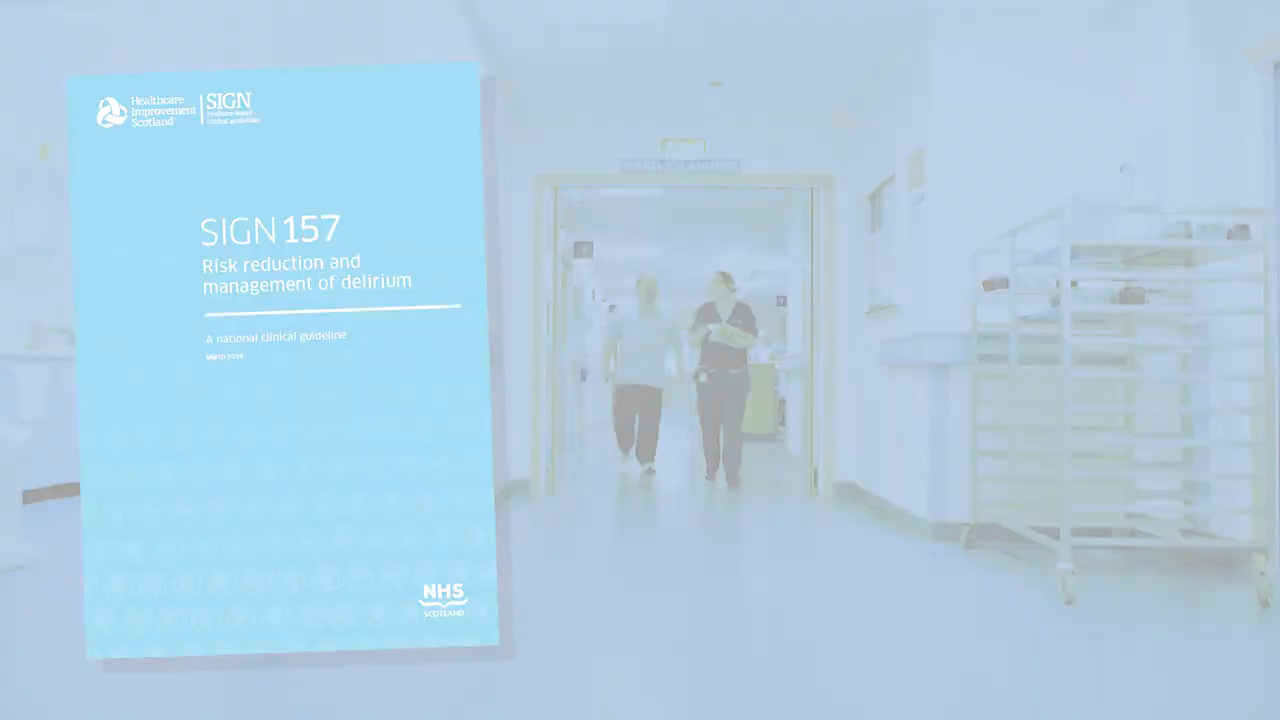 Healthcare
Improvement
Scotland
SIGN
Evidence-based
clinical guidelines
SIGN 157
Risk reduction and
management of delirium
A national clinical guideline
March 2019
NHS
SCOTLAND